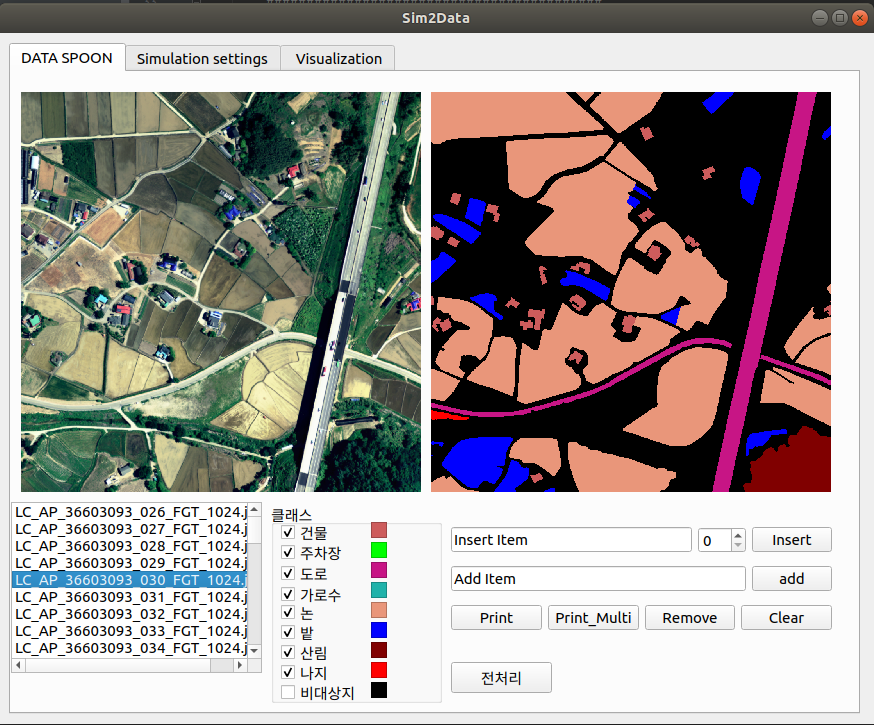 Sim2Data
DATA SPOON
Simulation settings
Visualization
LC_AP_36603093_026_FGT_1024.j
LC_AP_36603093_027_FGT_1024.j
LC_AP_36603093_028_FGT_1024.j
LC_AP_36603093_029_FGT_1024.j
LC_AP_36603093_030_FGT_1024.j
LC_AP_36603093_031_FGT_1024.j
LC_AP_36603093_032_FGT_1024.j
LC_AP_36603093_033_FGT_1024.j
LC_AP_36603093_034_FGT_1024.j
클래스
건물
주차장
도로
가로수
논
밭
산림
나지
비대상지
Insert Item
0
Insert
Add Item
add
Print
Print_Multi
Remove
Clear
전처리